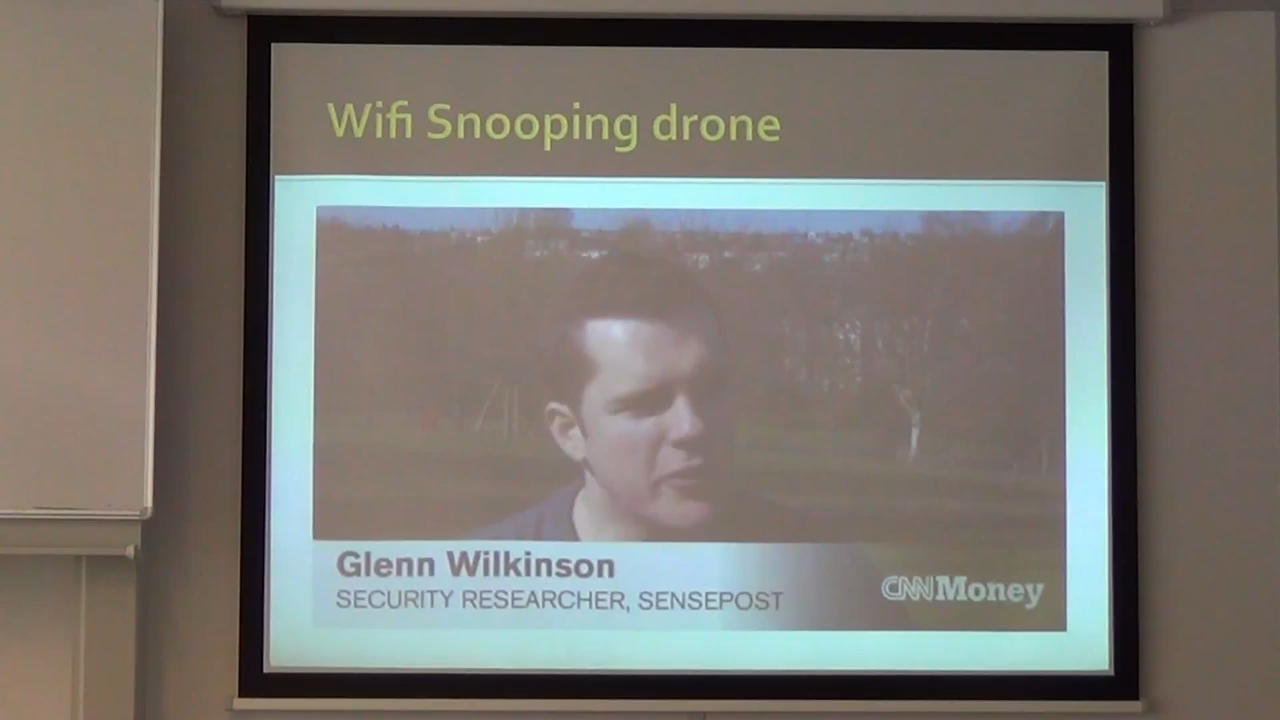 Wifi Snooping drone
Glenn Wilkinson
SECURITY RESEARCHER, SENSEPOST
CNNMoney